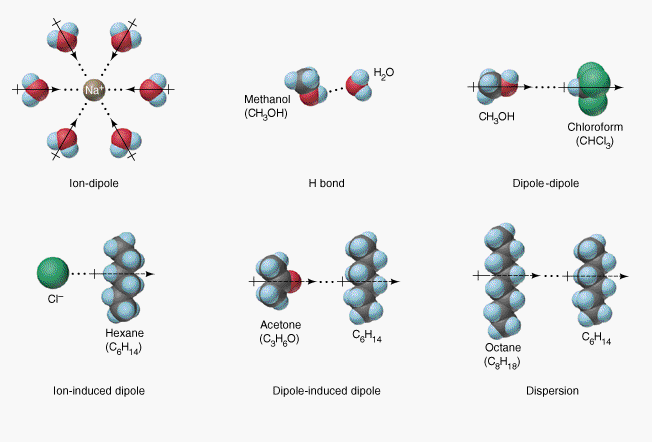 Na⁺
Ion-dipole
Methanol
(CH₃OH)
H₂O
H bond
CH₃OH
Chloroform
(CHCl₃)
Dipole-dipole
Cl⁻
Hexane
(C₆H₁₄)
Ion-induced dipole
Acetone
(C₃H₆O)
C₆H₁₄
Dipole-induced dipole
Octane
(C₈H₁₈)
C₆H₁₄
Dispersion